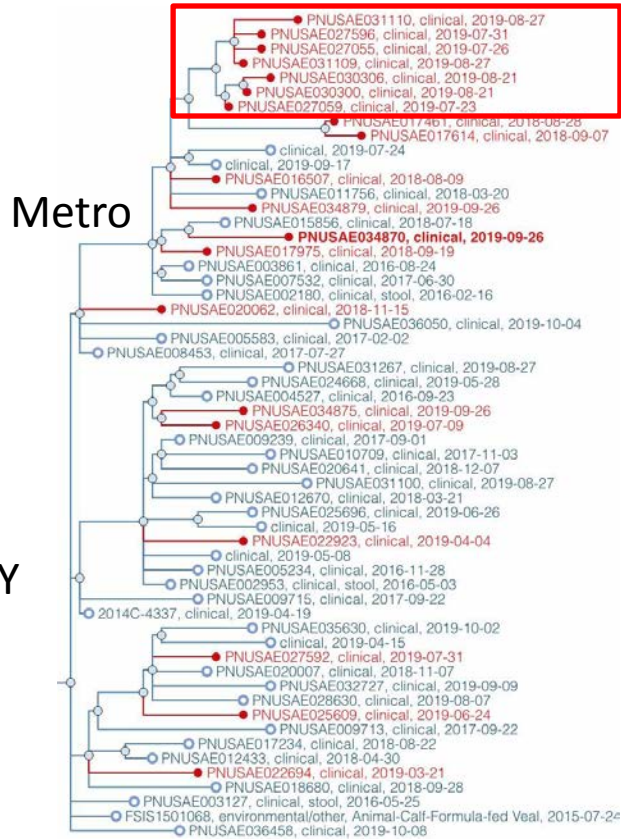 PNUSAE031110, clinical, 2019-08-27
PNUSAE027596, clinical, 2019-07-31
PNUSAE027055, clinical, 2019-07-26
PNUSAE031109, clinical, 2019-08-27
PNUSAE030306, clinical, 2019-08-21
PNUSAE030300, clinical, 2019-08-21
PNUSAE027059, clinical, 2019-07-23
PNUSAE017461, clinical, 2018-08-28
PNUSAE017614, clinical, 2018-09-07
clinical, 2019-07-24
clinical, 2019-09-17
PNUSAE016507, clinical, 2018-08-09
PNUSAE011756, clinical, 2018-03-20
PNUSAE034879, clinical, 2019-09-26
Metro
PNUSAE015856, clinical, 2018-07-18
PNUSAE034870, clinical, 2019-09-26
PNUSAE017975, clinical, 2018-09-19
PNUSAE003861, clinical, 2016-08-24
PNUSAE007532, clinical, 2017-06-30
PNUSAE002180, clinical, stool, 2016-02-16
PNUSAE020062, clinical, 2018-11-15
PNUSAE036050, clinical, 2019-10-04
PNUSAE005583, clinical, 2017-02-02
PNUSAE008453, clinical, 2017-07-27
PNUSAE031267, clinical, 2019-08-27
PNUSAE024668, clinical, 2019-05-28
PNUSAE004527, clinical, 2016-09-23
PNUSAE034875, clinical, 2019-09-26
PNUSAE026340, clinical, 2019-07-09
PNUSAE009239, clinical, 2017-09-01
PNUSAE010709, clinical, 2017-11-03
PNUSAE020641, clinical, 2018-12-07
PNUSAE031100, clinical, 2019-08-27
PNUSAE012670, clinical, 2018-03-21
PNUSAE025696, clinical, 2019-06-26
clinical, 2019-05-16
PNUSAE022923, clinical, 2019-04-04
clinical, 2019-05-08
PNUSAE005234, clinical, 2016-11-28
Y
PNUSAE002953, clinical, stool, 2016-05-03
PNUSAE009715, clinical, 2017-09-22
2014C-4337, clinical, 2019-04-19
PNUSAE035630, clinical, 2019-10-02
clinical, 2019-04-15
PNUSAE027592, clinical, 2019-07-31
PNUSAE020007, clinical, 2018-11-07
PNUSAE032727, clinical, 2019-09-09
PNUSAE028630, clinical, 2019-08-07
PNUSAE025609, clinical, 2019-06-24
PNUSAE009713, clinical, 2017-09-22
PNUSAE017234, clinical, 2018-08-22
PNUSAE012433, clinical, 2018-04-30
PNUSAE022694, clinical, 2019-03-21
PNUSAE018680, clinical, 2018-09-28
PNUSAE003127, clinical, stool, 2016-05-25
FSIS1501068, environmental/other, Animal-Calf-Formula-fed Veal, 2015-07-24
PNUSAE036458, clinical, 2019-10-08